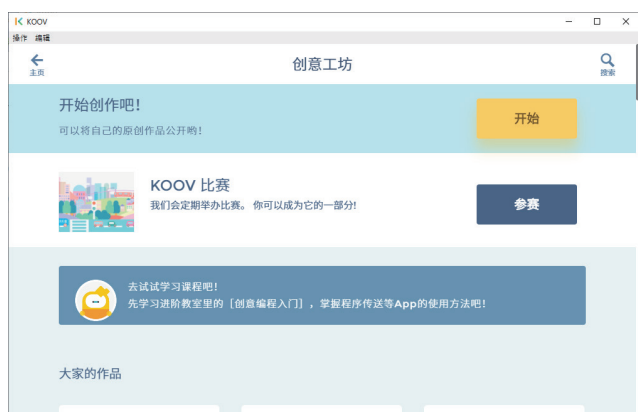 KOOV
操作 编辑
主页
创意工坊
搜索
开始创作吧！
可以将自己的原创作品公开哟！
开始
KOOV 比赛
我们会定期举办比赛。 你可以成为它的一部分!
参赛
去试试学习课程吧!
先学习进阶教室里的［创意编程入门］，掌握程序传送等App的使用方法吧!
大家的作品